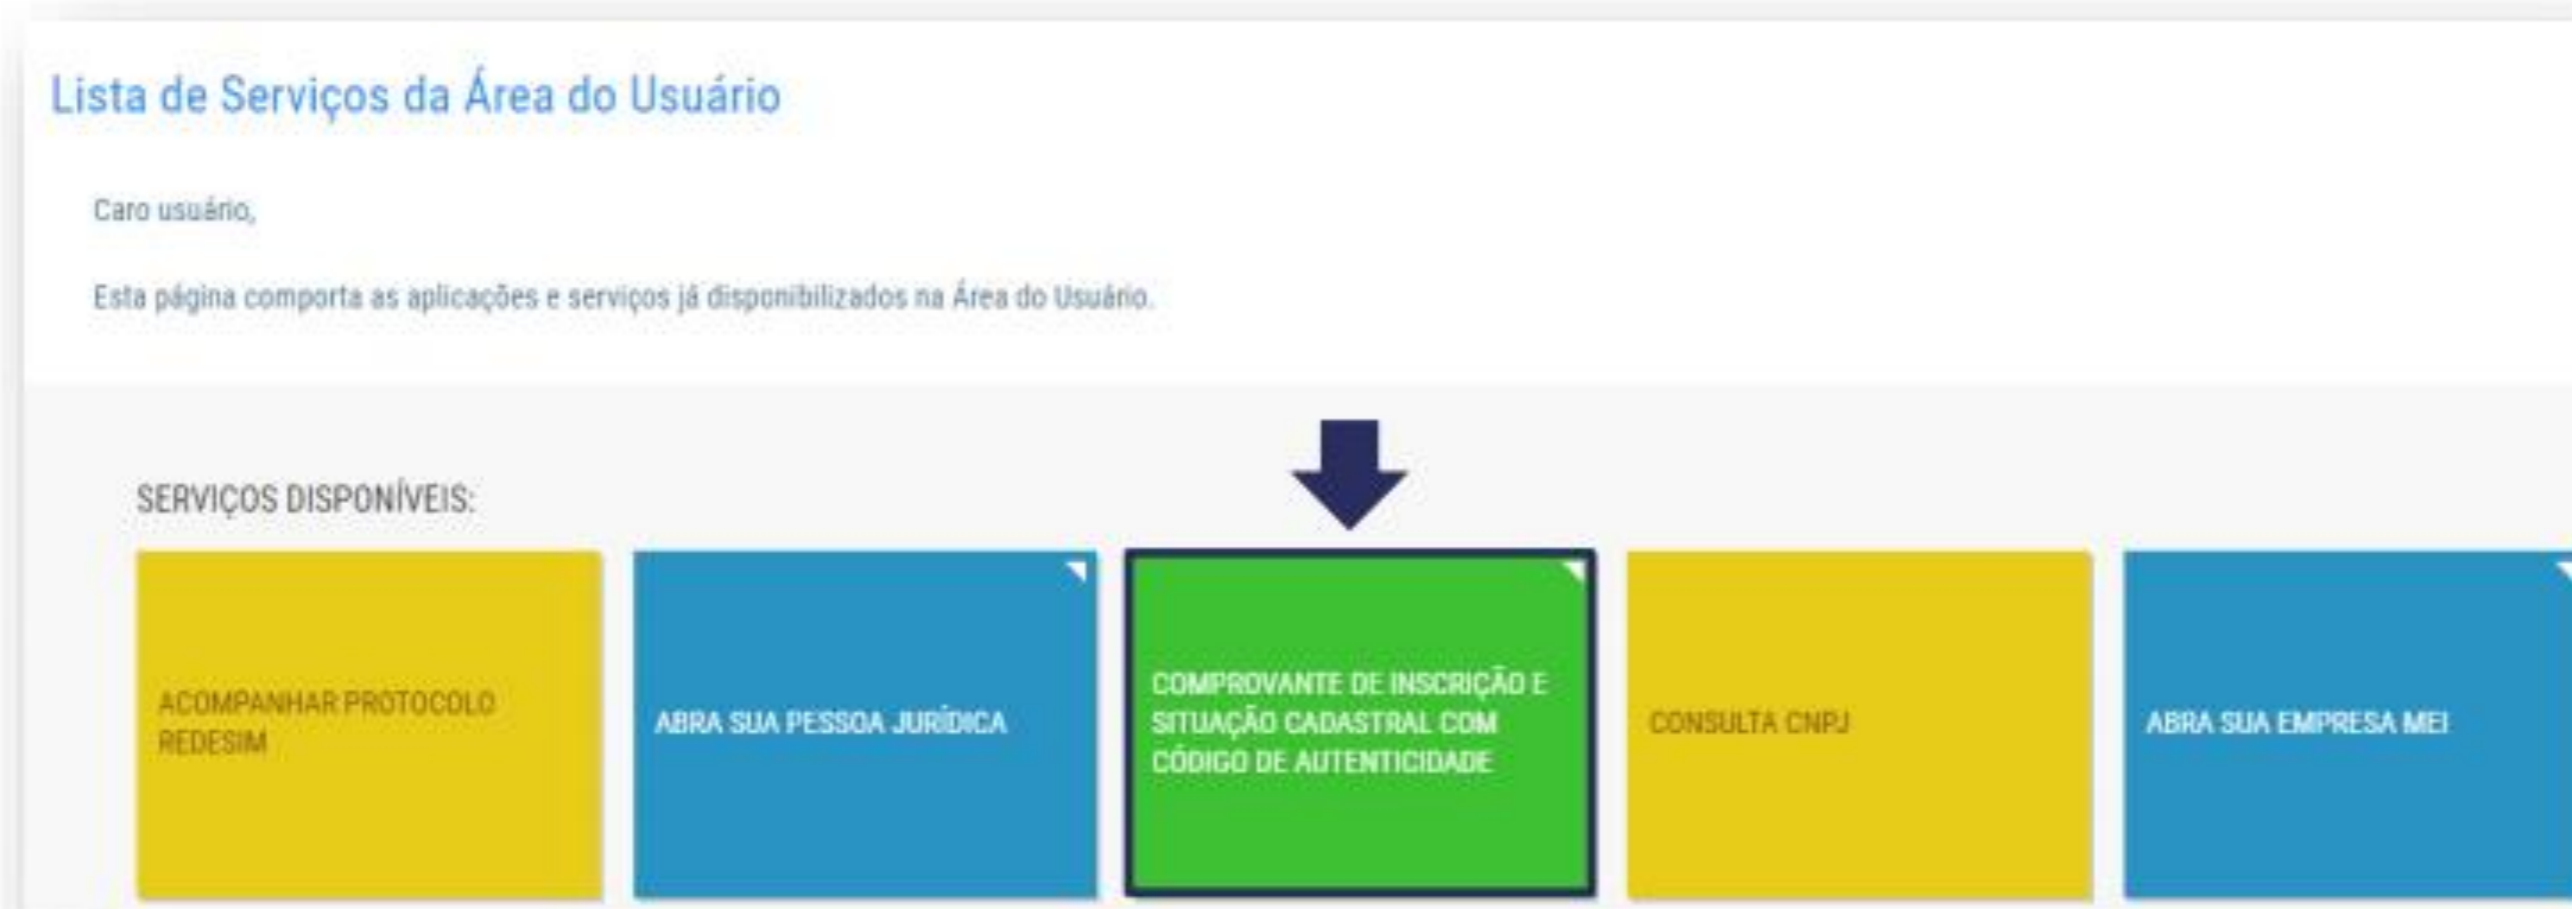 Lista de Serviços da Área do Usuário
Caro usuário,
Esta página comporta as aplicações e serviços já disponibilizados na Área do Usuário.
SERVIÇOS DISPONÍVEIS:
ACOMPANHAR PROTOCOLO
REDESIM
ABRA SUA PESSOA JURÍDICA
COMPROVANTE DE INSCRIÇÃO E
SITUAÇÃO CADASTRAL COM
CÓDIGO DE AUTENTICIDADE
CONSULTA CNPJ
ABRA SUA EMPRESA MEI